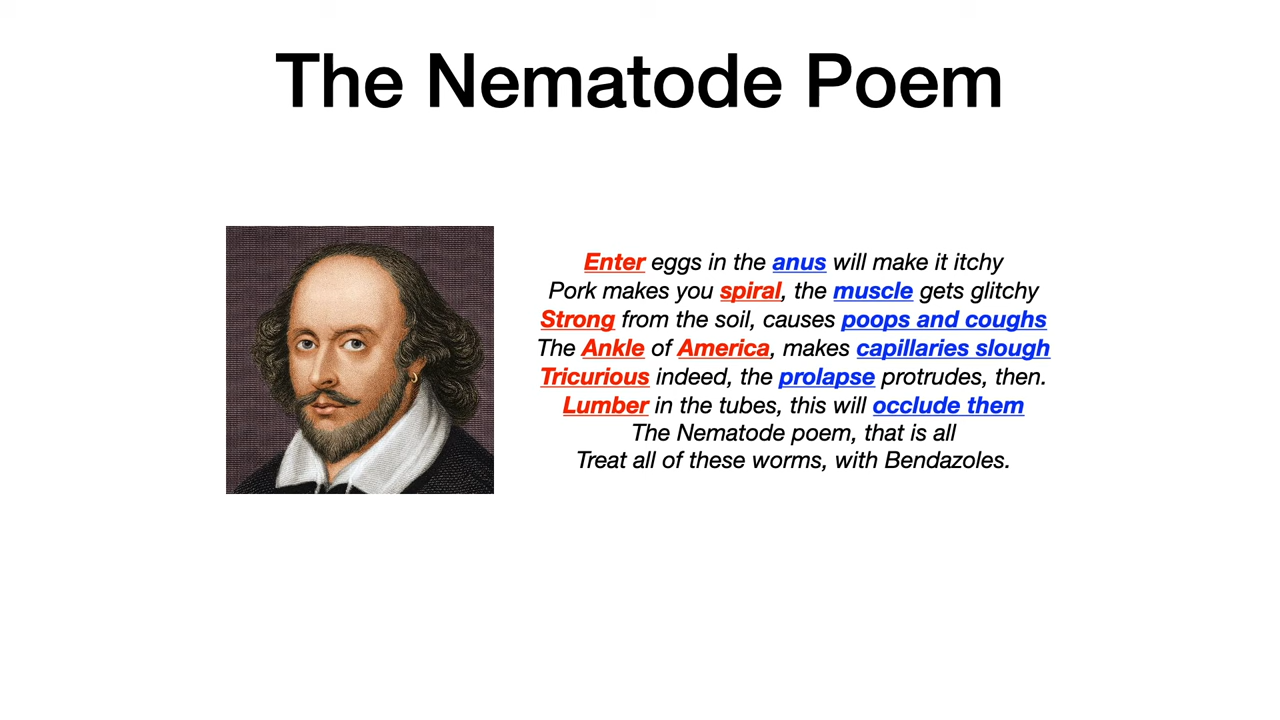 The Nematode Poem
Enter eggs in the anus will make it itchy
Pork makes you spiral, the muscle gets glitchy
Strong from the soil, causes poops and coughs
The Ankle of America, makes capillaries slough
Tricurious indeed, the prolapse protrudes, then.
Lumber in the tubes, this will occlude them
The Nematode poem, that is all
Treat all of these worms, with Bendazoles.